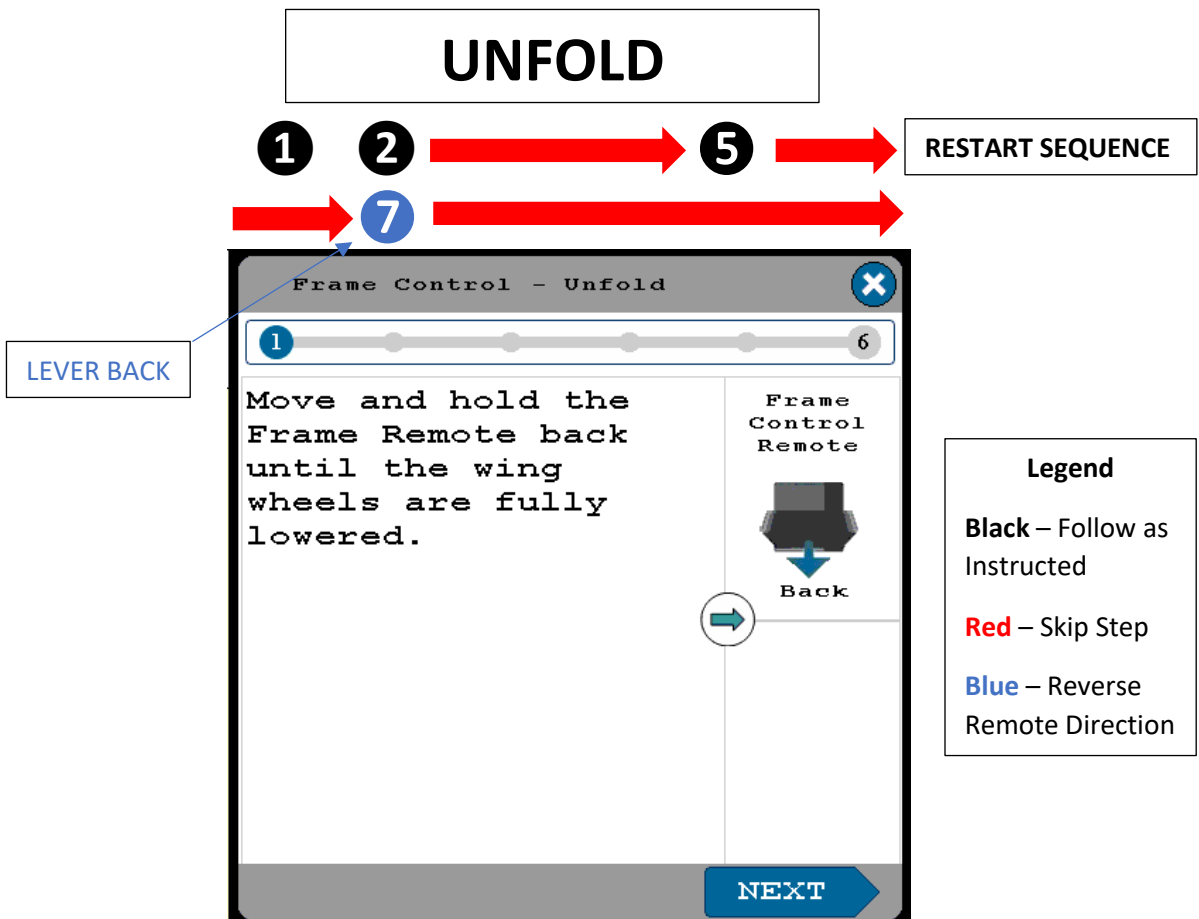 UNFOLD
1 2 5 RESTART SEQUENCE
7
Frame Control - Unfold
1 6
LEVER BACK
Move and hold the
Frame Remote back
until the wing
wheels are fully
lowered.
Frame
Control
Remote
Back
NEXT
Legend
Black – Follow as
Instructed
Red – Skip Step
Blue – Reverse
Remote Direction